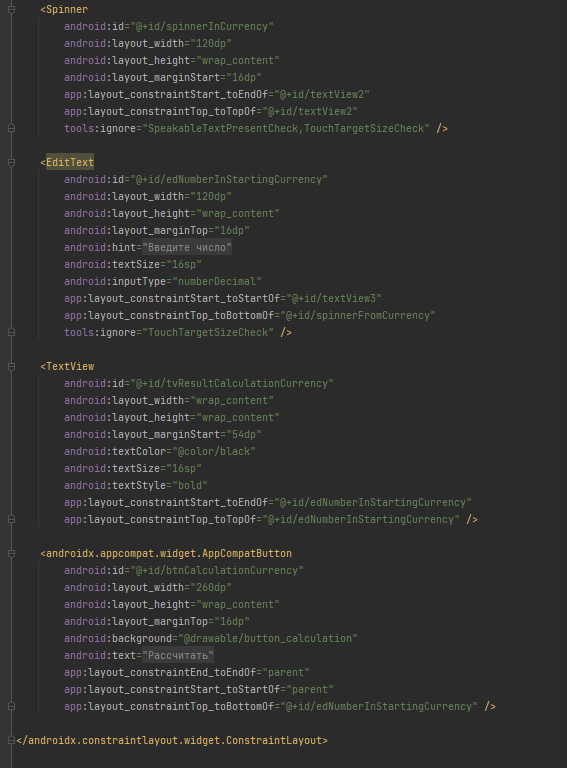 <Spinner
android:id="@+id/spinnerInCurrency"
android:layout_width="120dp"
android:layout_height="wrap_content"
android:layout_marginStart="16dp"
app:layout_constraintStart_toEndOf="@+id/textView2"
app:layout_constraintTop_toTopOf="@+id/textView2"
tools:ignore="SpeakableTextPresentCheck,TouchTargetSizeCheck" />
<EditText
android:id="@+id/edNumberInStartingCurrency"
android:layout_width="120dp"
android:layout_height="wrap_content"
android:layout_marginTop="16dp"
android:hint="Введите число"
android:textSize="16sp"
android:inputType="numberDecimal"
app:layout_constraintStart_toStartOf="@+id/textView3"
app:layout_constraintTop_toBottomOf="@+id/spinnerFromCurrency"
tools:ignore="TouchTargetSizeCheck" />
<TextView
android:id="@+id/tvResultCalculationCurrency"
android:layout_width="wrap_content"
android:layout_height="wrap_content"
android:layout_marginStart="54dp"
android:textColor="@color/black"
android:textSize="16sp"
android:textStyle="bold"
app:layout_constraintStart_toEndOf="@+id/edNumberInStartingCurrency"
app:layout_constraintTop_toTopOf="@+id/edNumberInStartingCurrency" />
<androidx.appcompat.widget.AppCompatButton
android:id="@+id/btnCalculationCurrency"
android:layout_width="260dp"
android:layout_height="wrap_content"
android:layout_marginTop="16dp"
android:background="@drawable/button_calculation"
android:text="Рассчитать"
app:layout_constraintEnd_toEndOf="parent"
app:layout_constraintStart_toStartOf="parent"
app:layout_constraintTop_toBottomOf="@+id/edNumberInStartingCurrency" />
</androidx.constraintlayout.widget.ConstraintLayout>